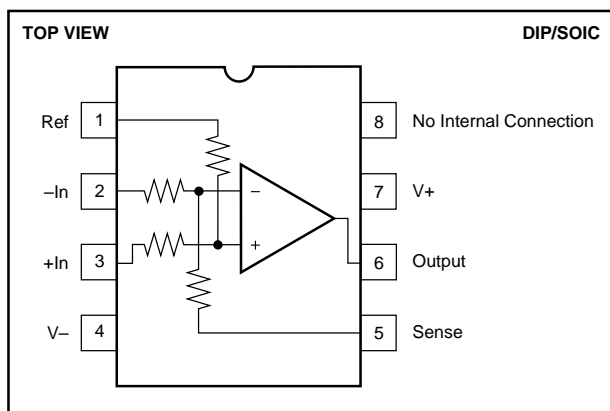 TOP VIEW DIP/SOIC
Ref 1 8 No Internal Connection
–In 2 – 7 V+
+In 3 + 6 Output
V– 4 5 Sense